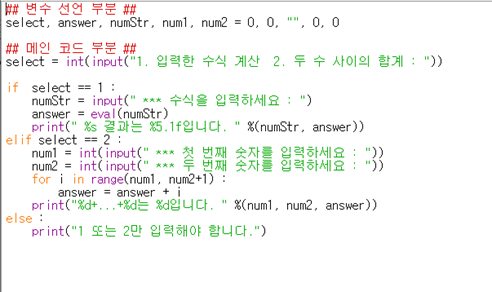 ## 변수 선언 부분 ##
select, answer, numStr, num1, num2 = 0, 0, "", 0, 0
## 메인 코드 부분 ##
select = int(input("1. 입력한 수식 계산  2. 두 수 사이의 합계 : "))
if  select == 1 :
    numStr = input(" *** 수식을 입력하세요 : ")
    answer = eval(numStr)
    print(" %s 결과는 %5.1f입니다. " %(numStr, answer))
elif select == 2 :
    num1 = int(input(" *** 첫 번째 숫자를 입력하세요 : "))
    num2 = int(input(" *** 두 번째 숫자를 입력하세요 : "))
    for i in range(num1, num2+1) :
        answer = answer + i
    print("%d+...+%d는 %d입니다. " %(num1, num2, answer))
else :
    print("1 또는 2만 입력해야 합니다.")